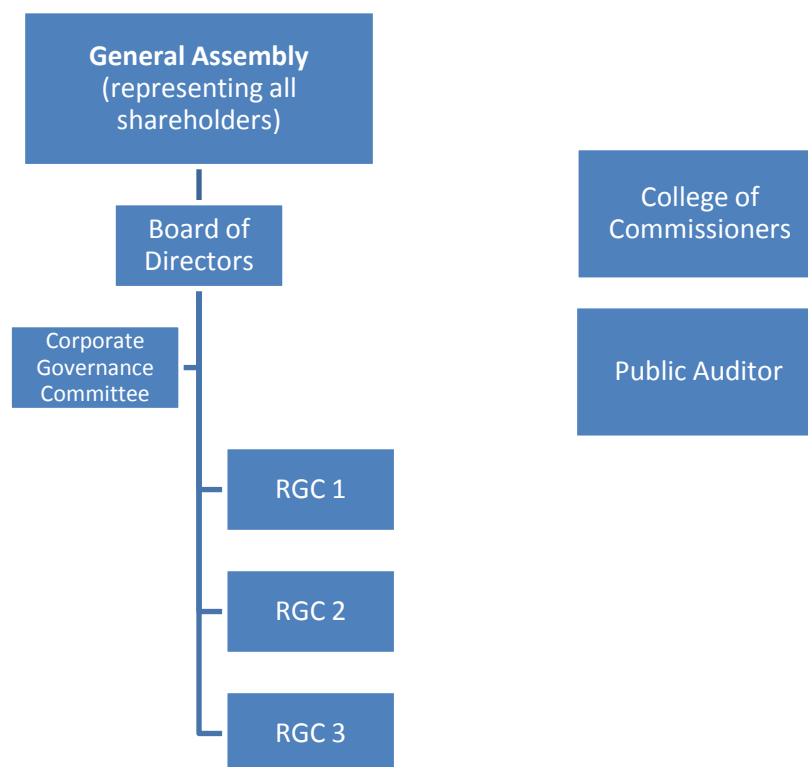 General Assembly
(representing all
shareholders)
Board of
Directors
Corporate
Governance
Committee
RGC 1
RGC 2
RGC 3
College of
Commissioners
Public Auditor